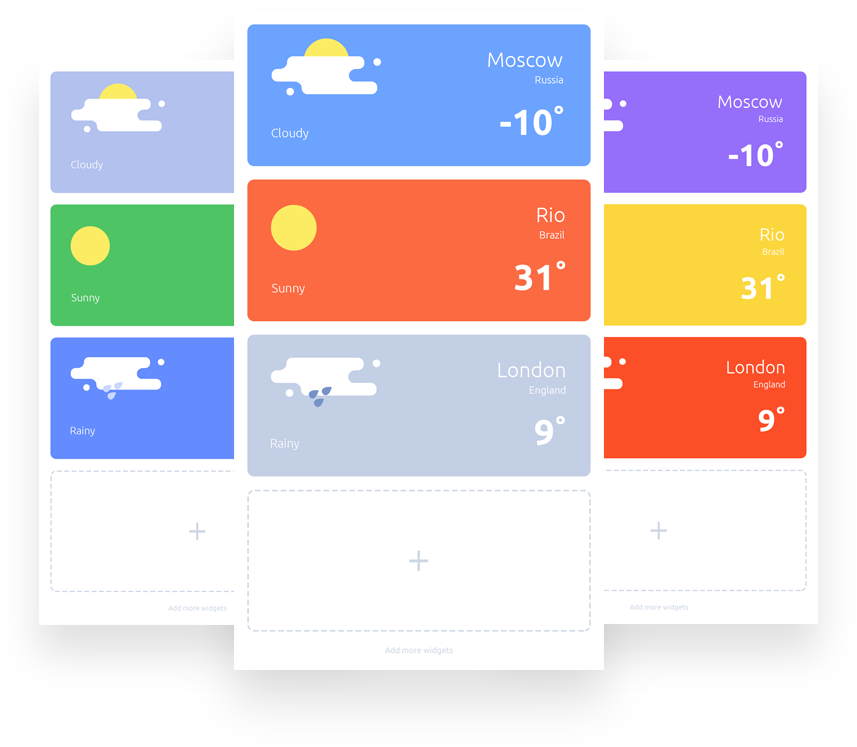 Cloudy
Sunny
Rainy
Add more widgets
Moscow
Russia
-10°
Cloudy
Rio
Brazil
31°
Sunny
London
England
9°
Rainy
Add more widgets
Moscow
Russia
-10°
Rio
Brazil
31°
London
England
9°
Add more widgets